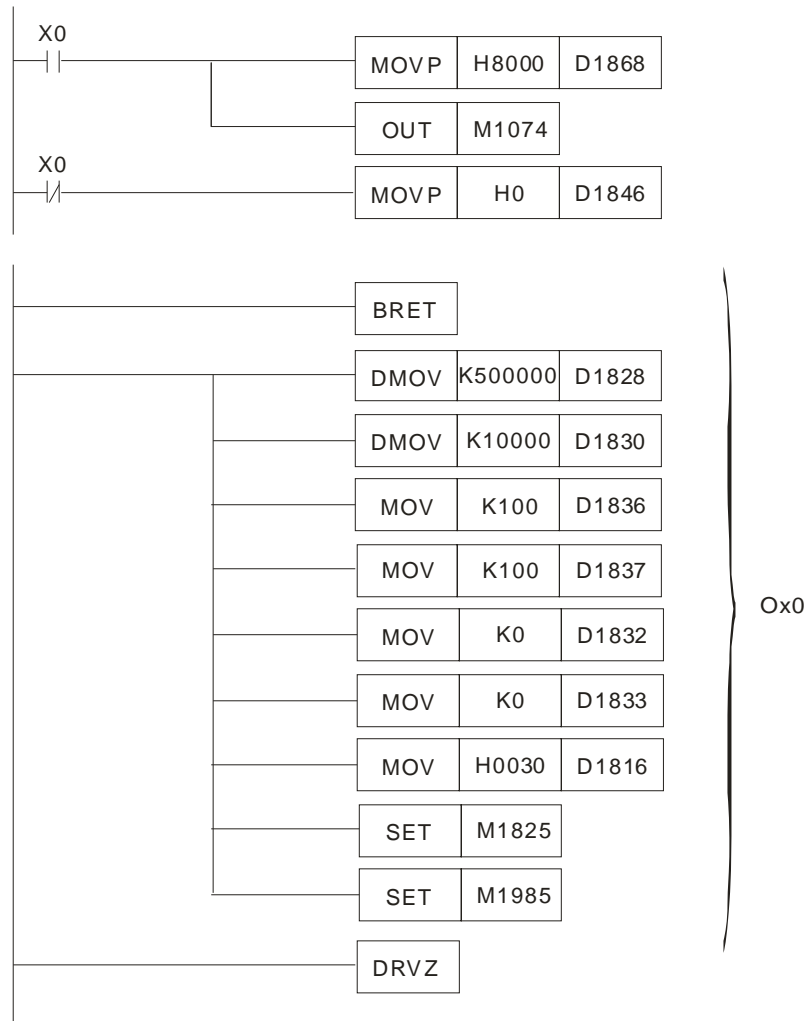 X0
MOVP H8000 D1868
OUT M1074
X0
MOVP H0 D1846
BRET
DMOV K500000 D1828
DMOV K10000 D1830
MOV K100 D1836
MOV K100 D1837
MOV K0 D1832
Ox0
MOV K0 D1833
MOV H0030 D1816
SET M1825
SET M1985
DRVZ